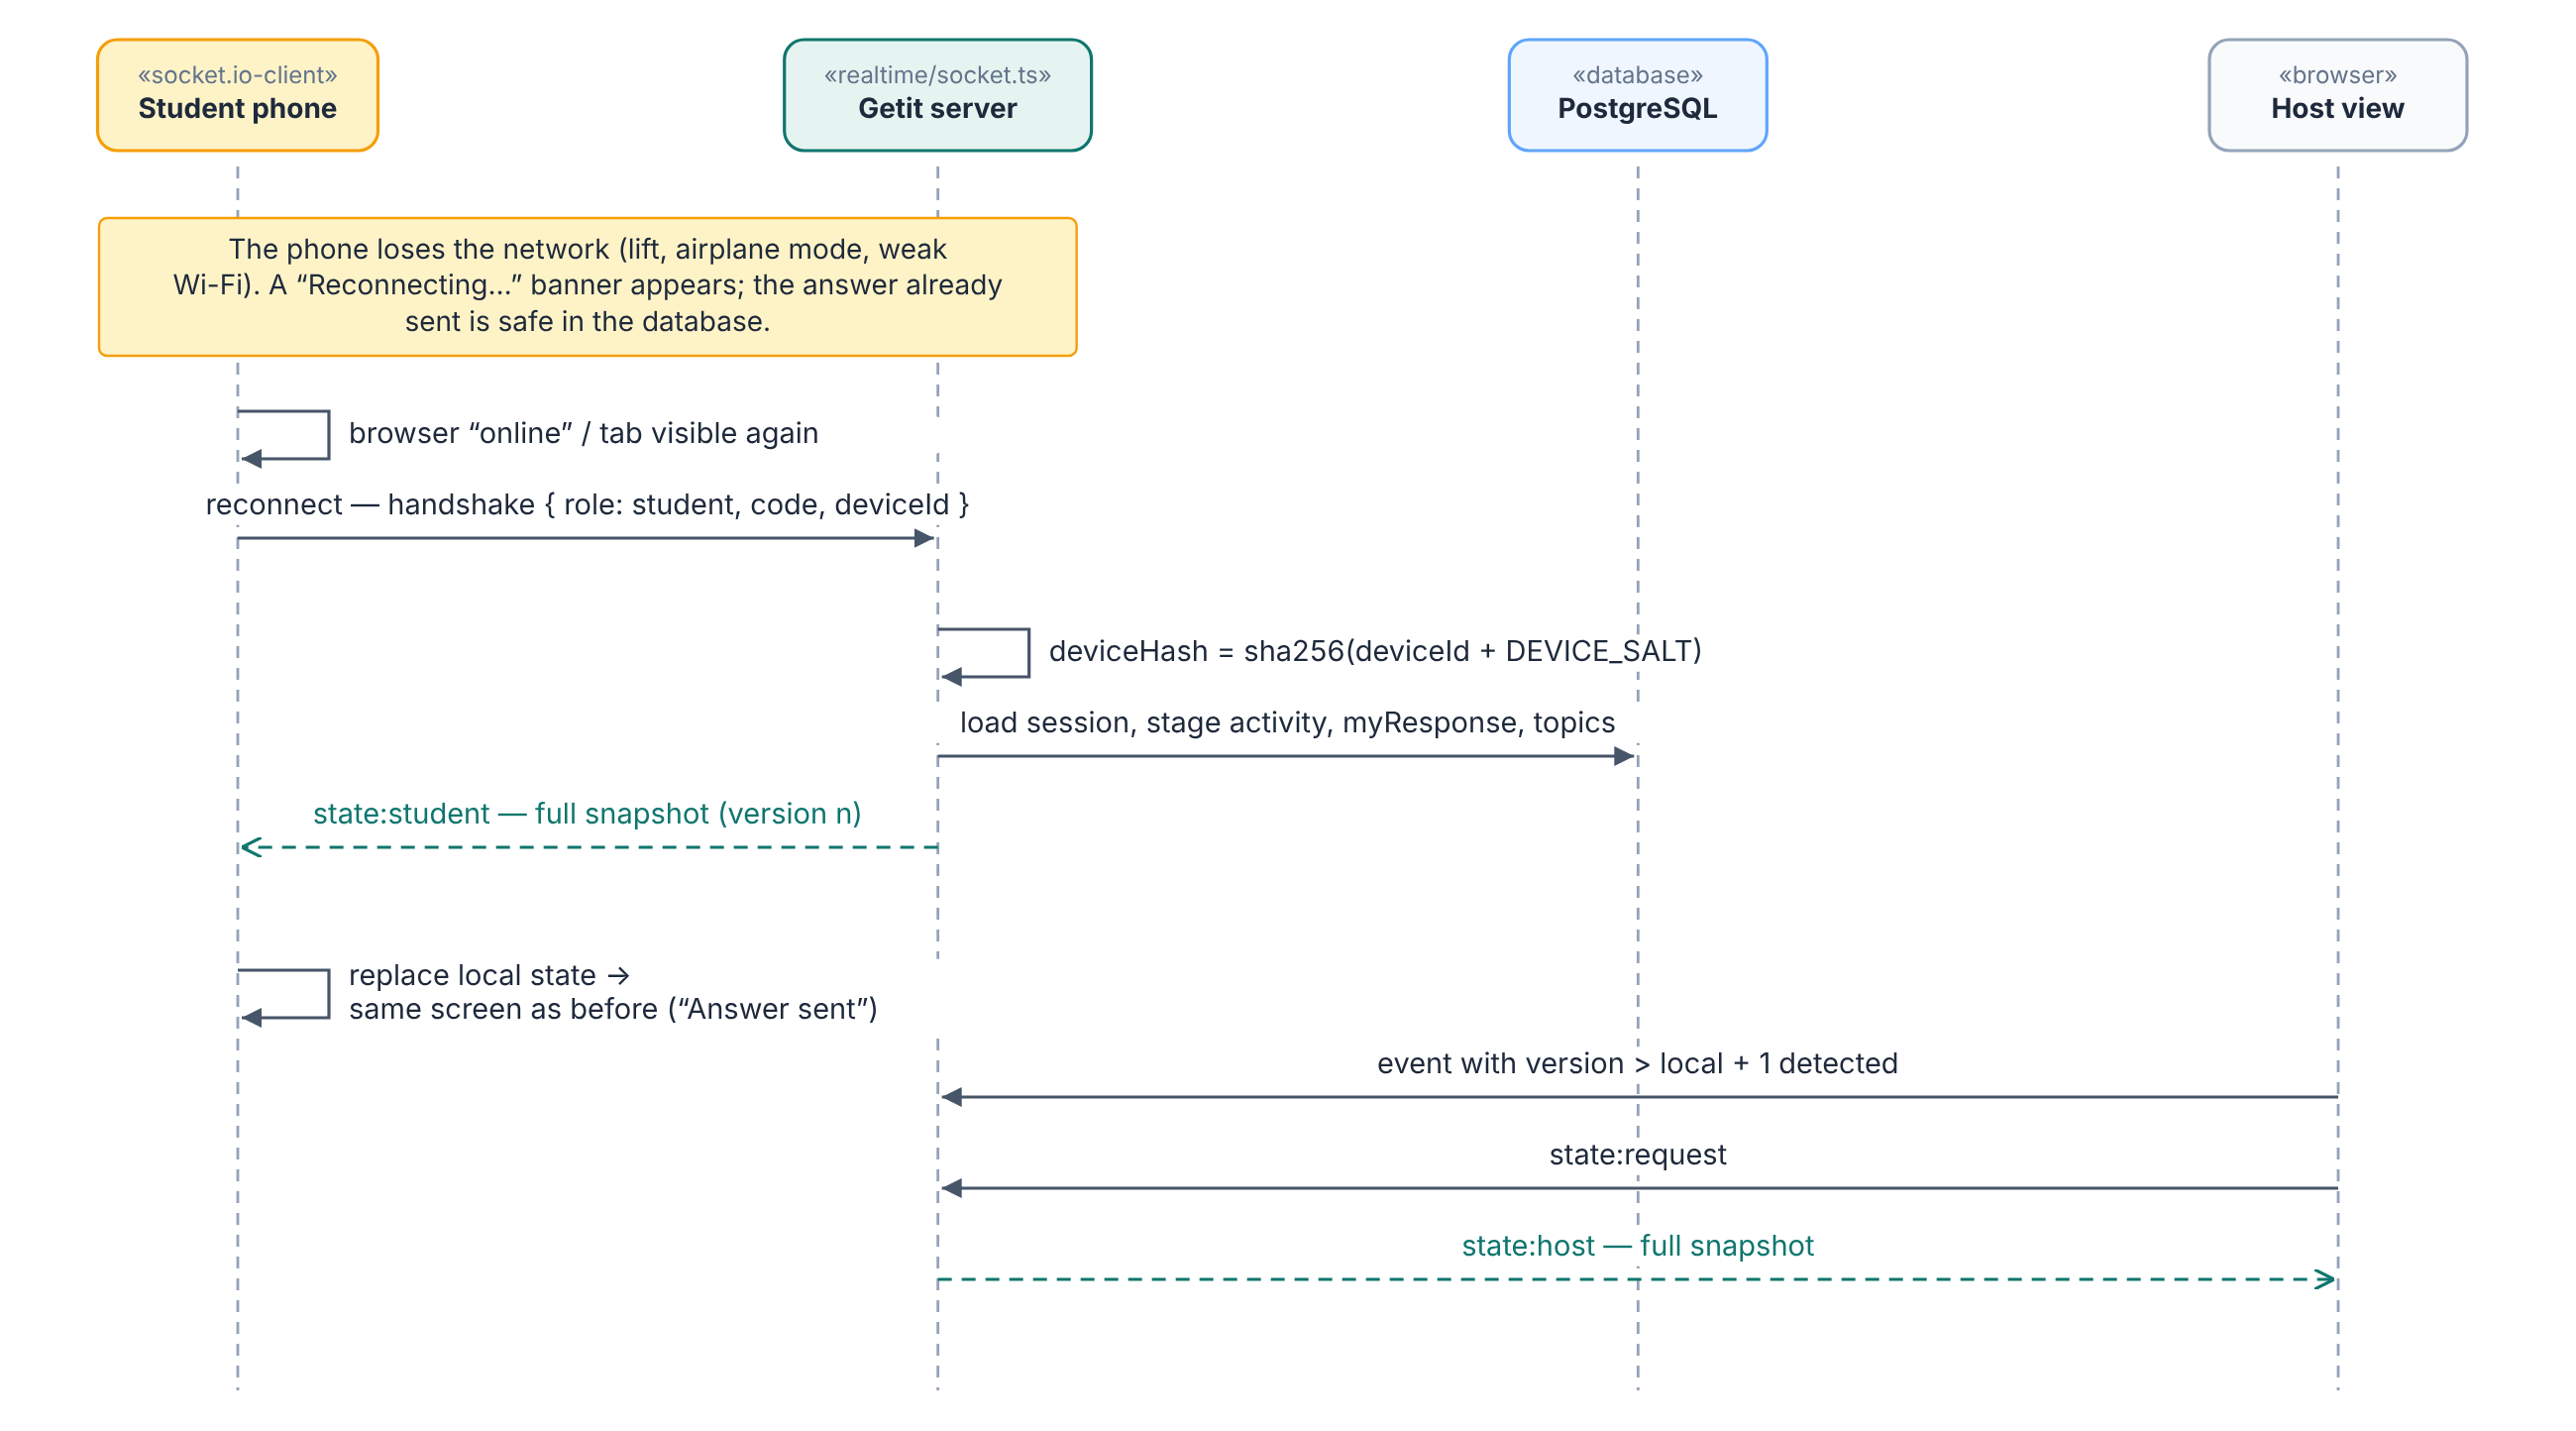 «socket.io-client»
Student phone
«realtime/socket.ts»
Getit server
«database»
PostgreSQL
«browser»
Host view
The phone loses the network (lift, airplane mode, weak
Wi-Fi). A “Reconnecting…” banner appears; the answer already
sent is safe in the database.
browser “online” / tab visible again
reconnect — handshake { role: student, code, deviceId }
deviceHash = sha256(deviceId + DEVICE_SALT)
load session, stage activity, myResponse, topics
state:student — full snapshot (version n)
replace local state →
same screen as before (“Answer sent”)
event with version > local + 1 detected
state:request
state:host — full snapshot